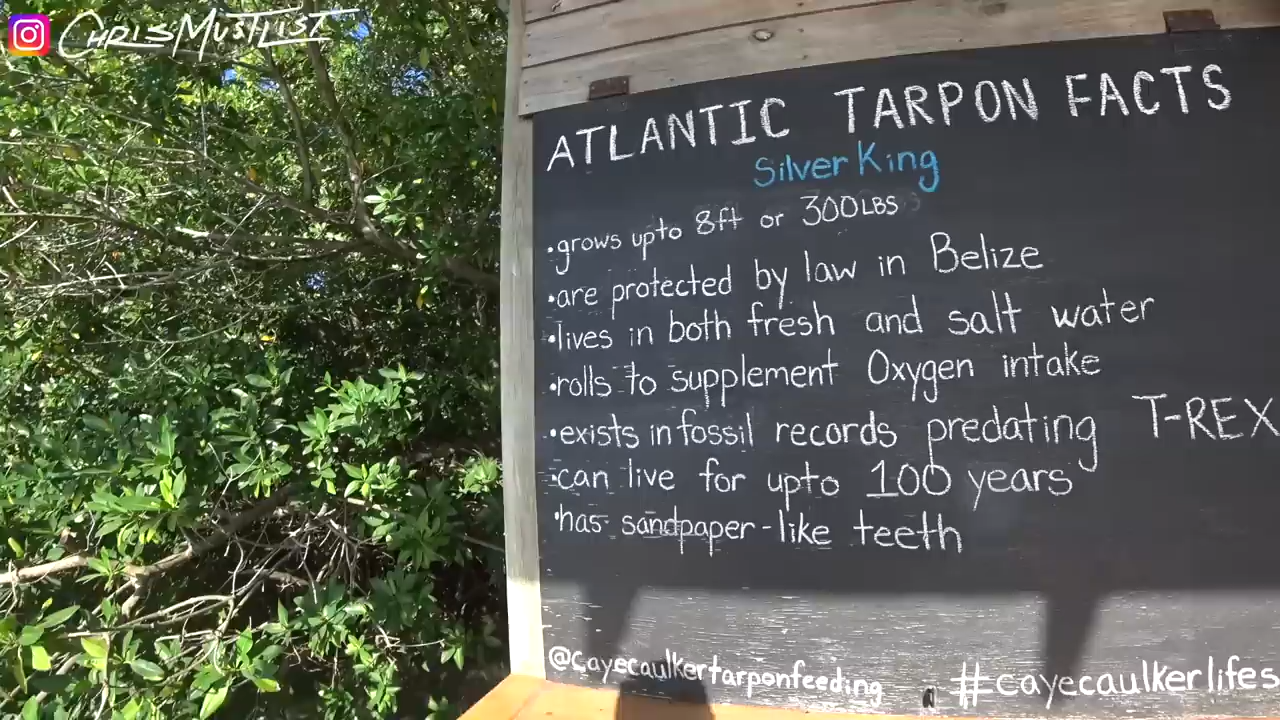 CHRISMUSTLIST
ATLANTIC TARPON FACTS
Silver King
•grows upto 8ft or 300LBS
•are protected by law in Belize
•lives in both fresh and salt water
•rolls to supplement Oxygen intake
•exists in fossil records predating T-REX
•can live for upto 100 years
•has sandpaper-like teeth
@cayecaulkertarponfeeding #cayecaulkerlifes